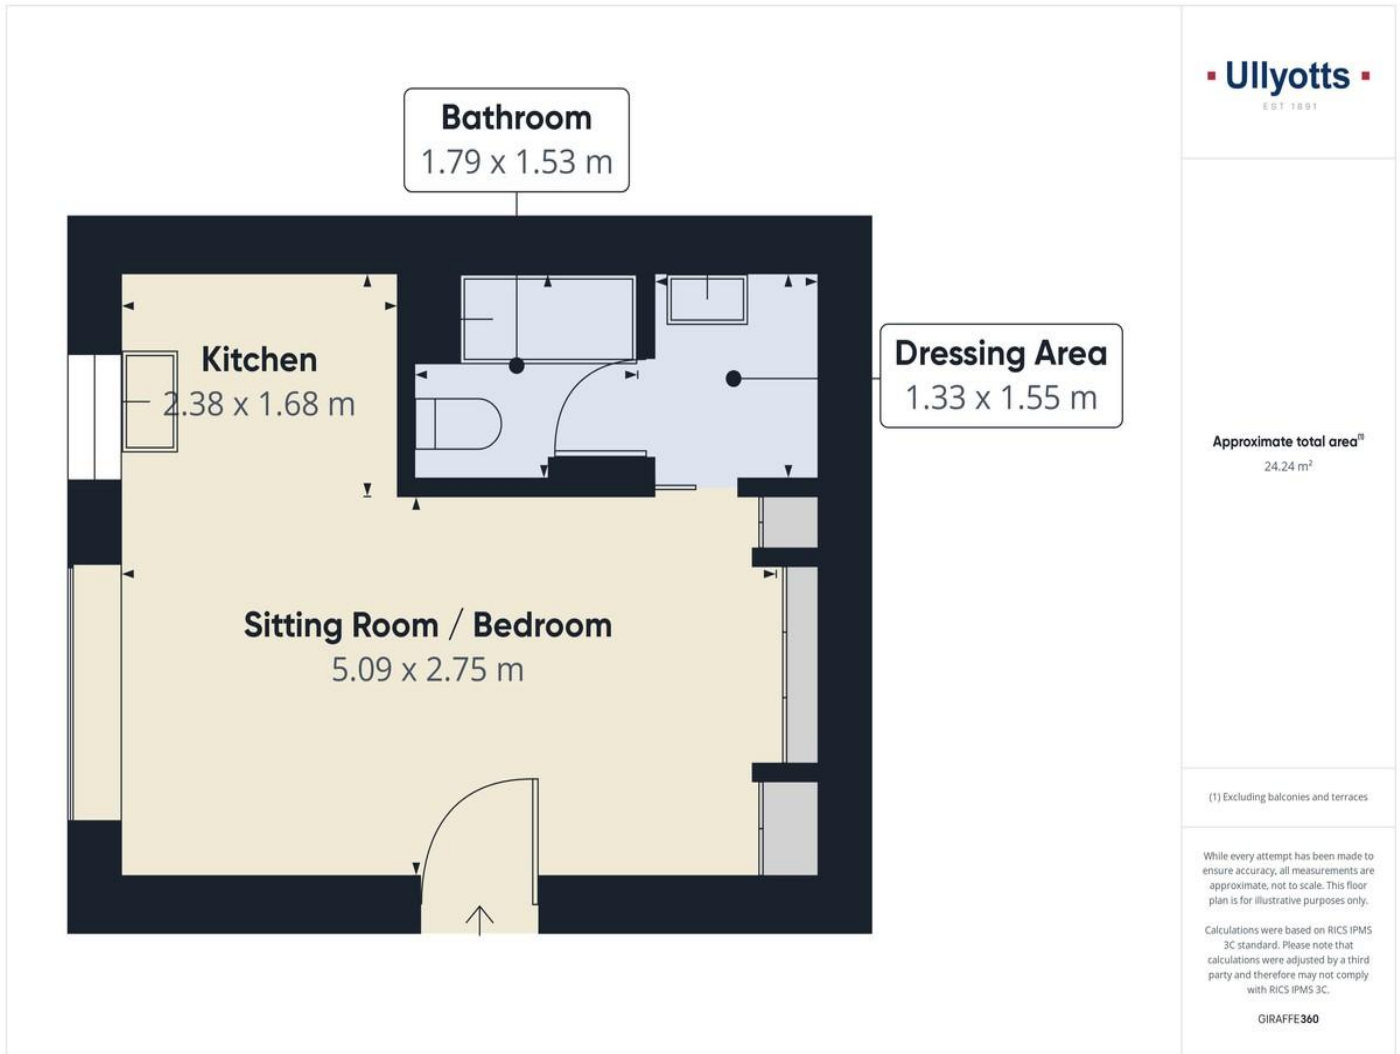 Bathroom
1.79 x 1.53 m
Kitchen
2.38 x 1.68 m
Dressing Area
1.33 x 1.55 m
Sitting Room / Bedroom
5.09 x 2.75 m
Ullyotts
EST 1891
Approximate total area(1)
24.24 m²
(1) Excluding balconies and terraces
While every attempt has been made to
ensure accuracy, all measurements are
approximate, not to scale. This floor
plan is for illustrative purposes only.
Calculations were based on RICS IPMS
3C standard. Please note that
calculations were adjusted by a third
party and therefore may not comply
with RICS IPMS 3C.
GIRAFFE360